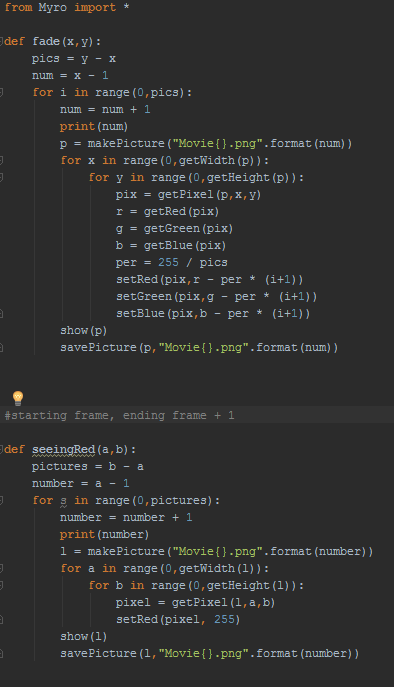 from Myro import *
def fade(x,y):
    pics = y - x
    num = x - 1
    for i in range(0,pics):
        num = num + 1
        print(num)
        p = makePicture("Movie{}.png".format(num))
        for x in range(0,getWidth(p)):
            for y in range(0,getHeight(p)):
                pix = getPixel(p,x,y)
                r = getRed(pix)
                g = getGreen(pix)
                b = getBlue(pix)
                per = 255 / pics
                setRed(pix,r - per * (i+1))
                setGreen(pix,g - per * (i+1))
                setBlue(pix,b - per * (i+1))
        show(p)
        savePicture(p,"Movie{}.png".format(num))
#starting frame, ending frame + 1
def seeingRed(a,b):
    pictures = b - a
    number = a - 1
    for s in range(0,pictures):
        number = number + 1
        print(number)
        l = makePicture("Movie{}.png".format(number))
        for a in range(0,getWidth(l)):
            for b in range(0,getHeight(l)):
                pixel = getPixel(l,a,b)
                setRed(pixel, 255)
        show(l)
        savePicture(l,"Movie{}.png".format(number))